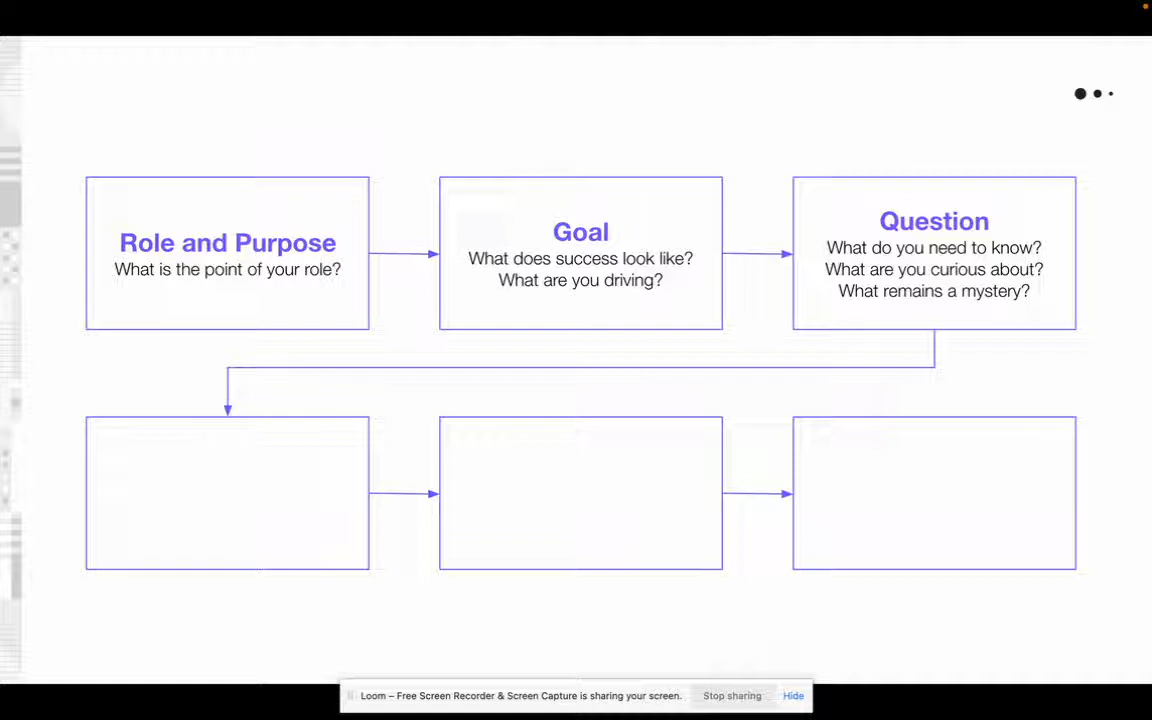 Role and Purpose
What is the point of your role?
Goal
What does success look like?
What are you driving?
Question
What do you need to know?
What are you curious about?
What remains a mystery?
Loom – Free Screen Recorder & Screen Capture is sharing your screen.
Stop sharing
Hide